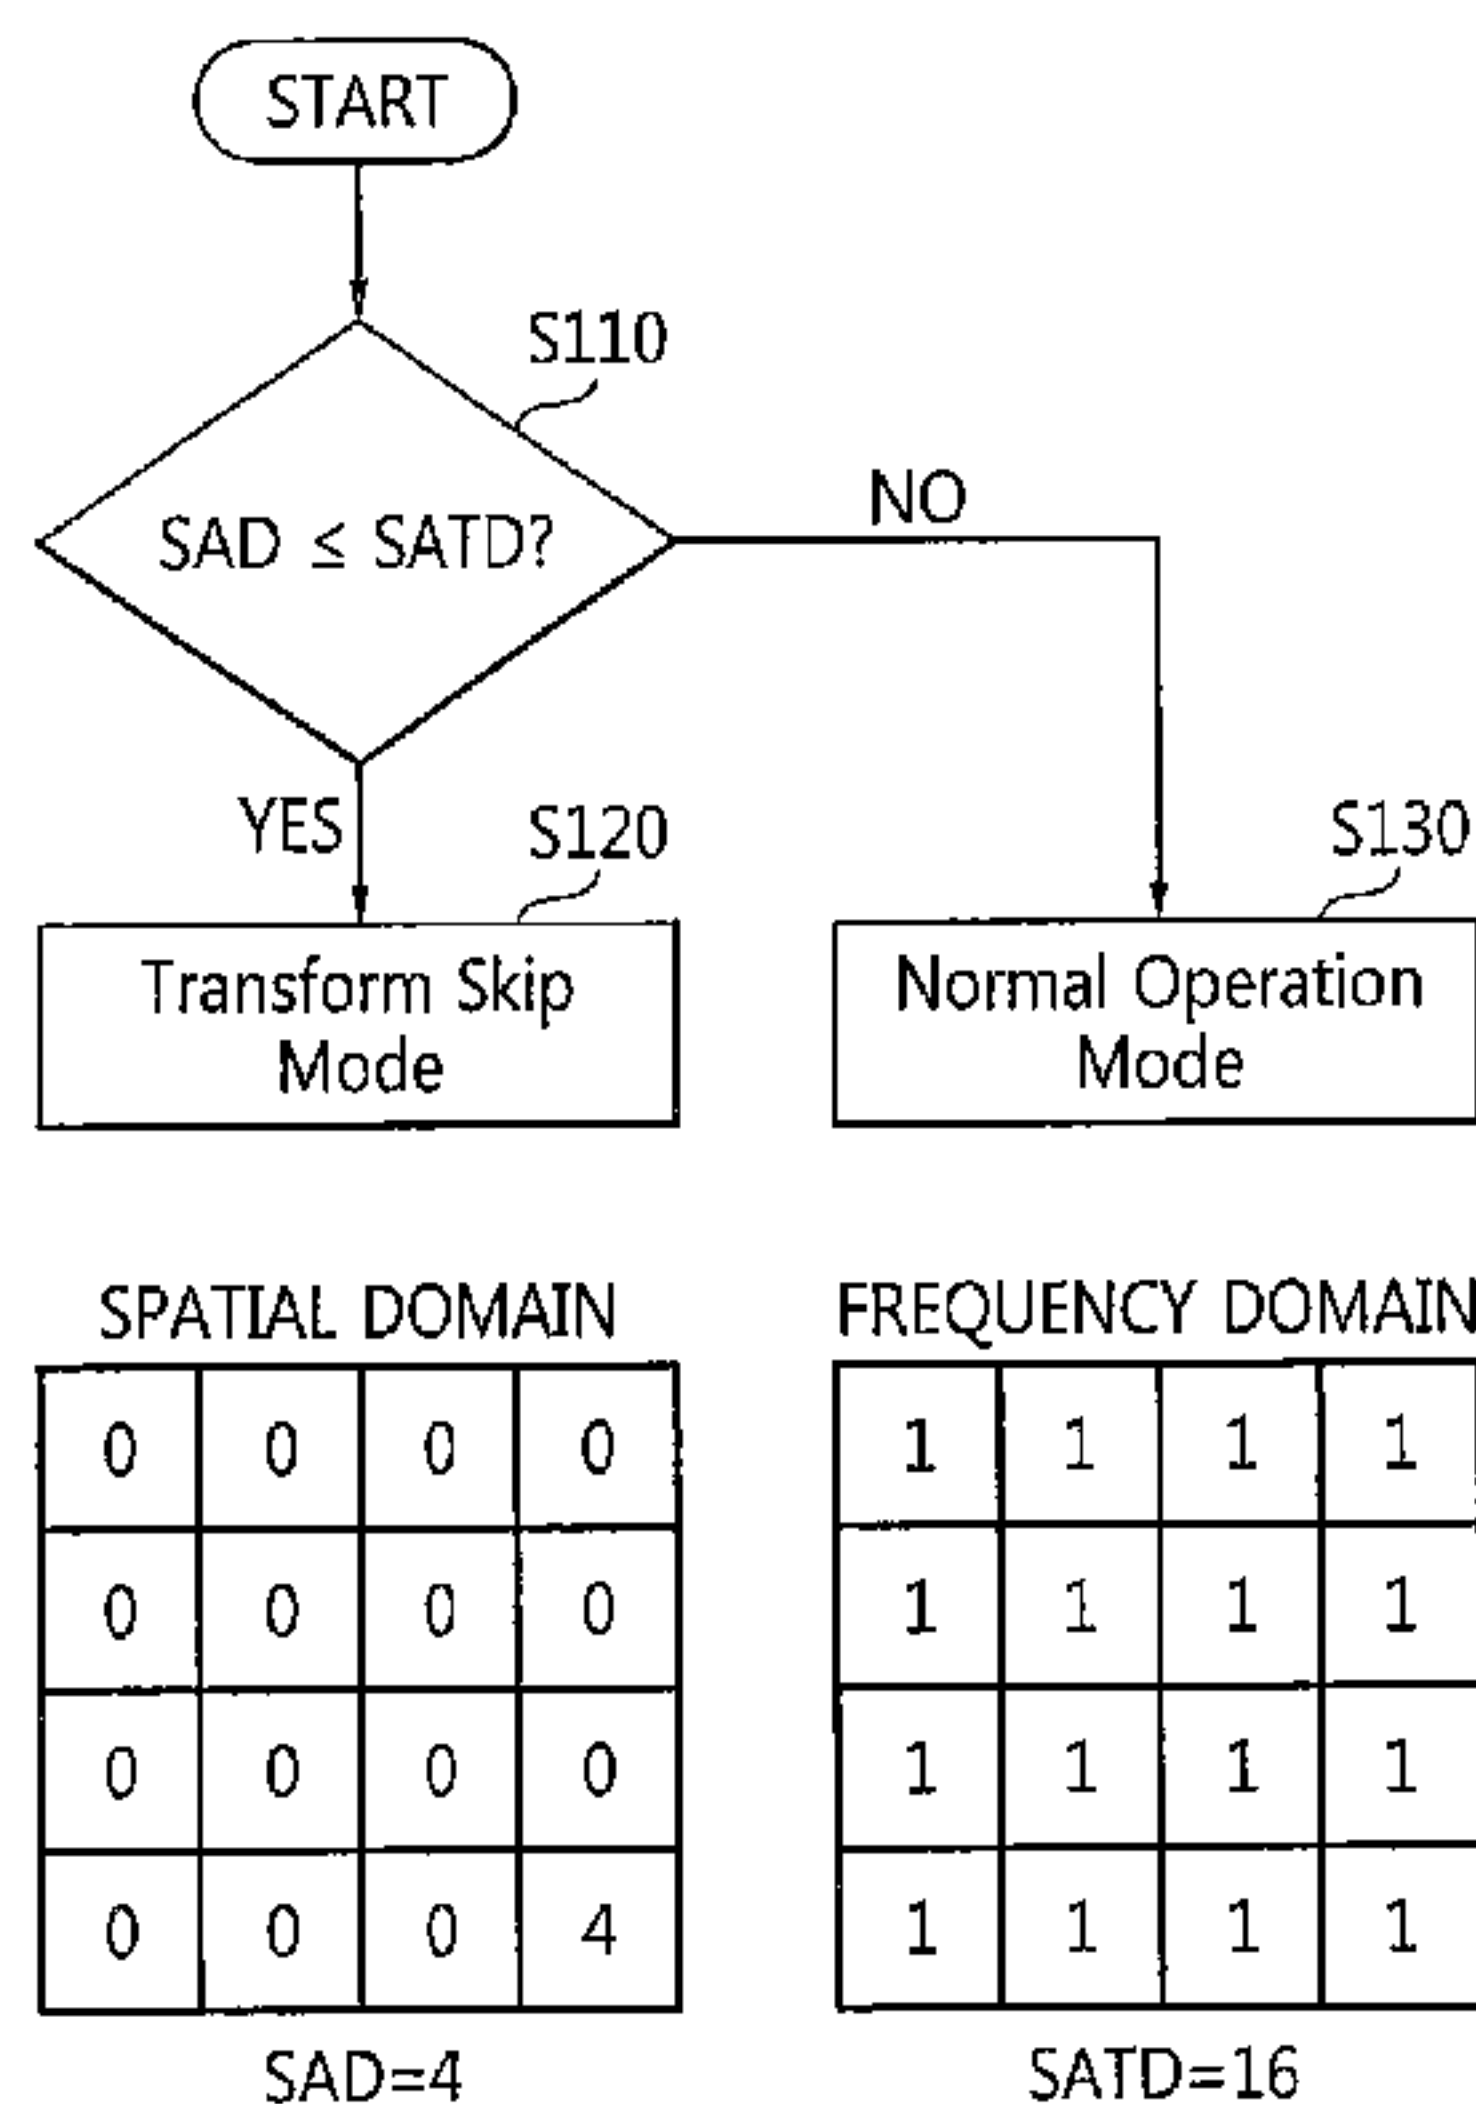 START
S110
SAD ≤ SATD?
NO
YES
S120
S130
Transform Skip
Mode
Normal Operation
Mode
SPATIAL DOMAIN
0 0 0 0
0 0 0 0
0 0 0 0
0 0 0 4
SAD=4
FREQUENCY DOMAIN
1 1 1 1
1 1 1 1
1 1 1 1
1 1 1 1
SATD=16